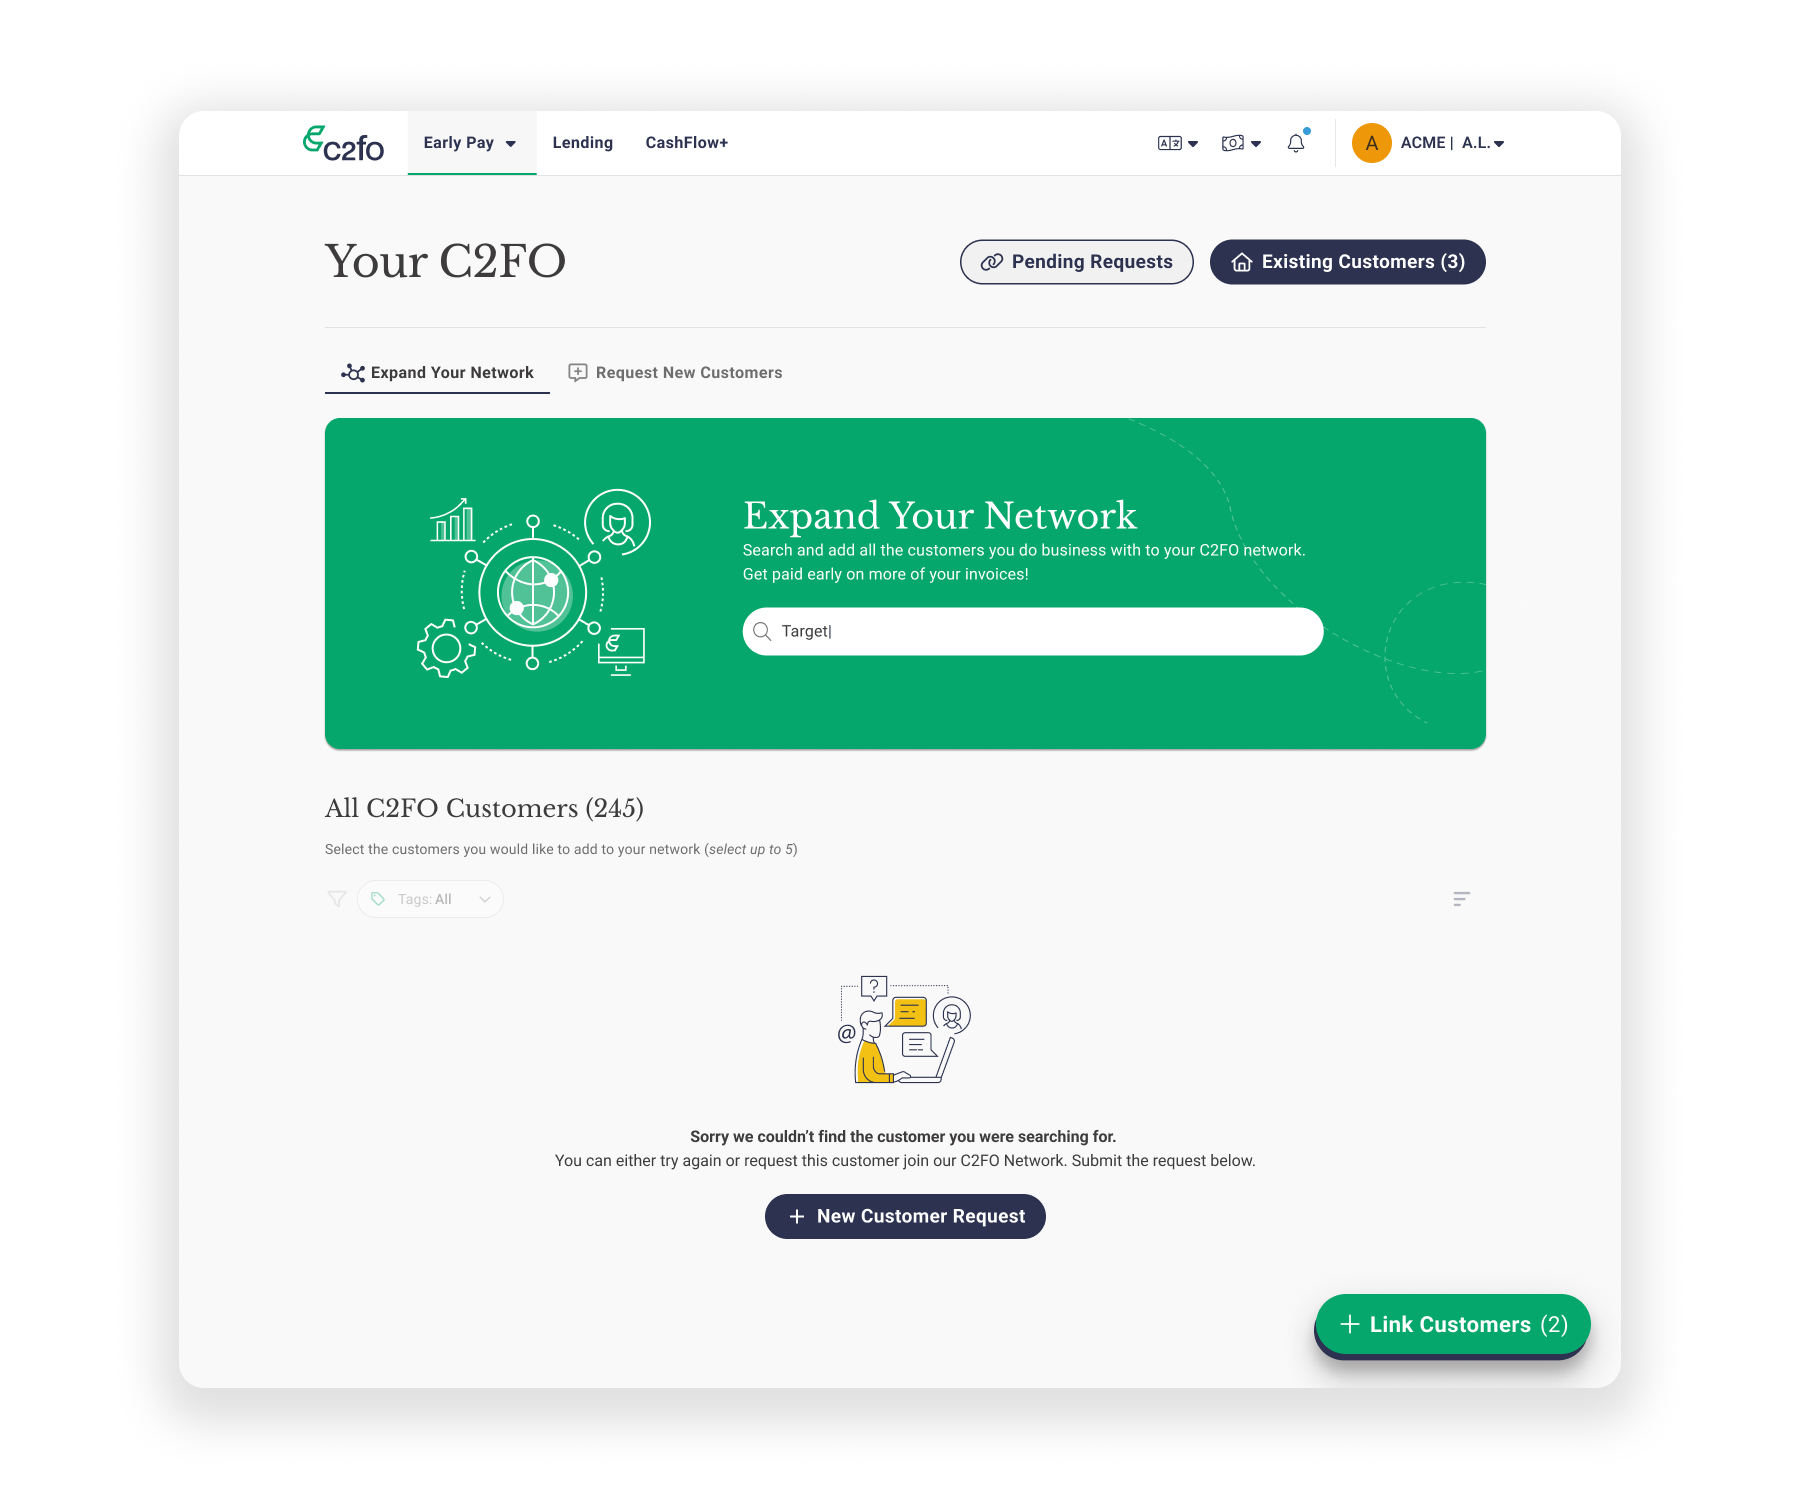 c2fo
Early Pay
Lending
CashFlow+
A
ACME | A.L.
Your C2FO
Pending Requests
Existing Customers (3)
Expand Your Network
Request New Customers
Expand Your Network
Search and add all the customers you do business with to your C2FO network.
Get paid early on more of your invoices!
Target|
All C2FO Customers (245)
Select the customers you would like to add to your network (select up to 5)
Tags: All
?
@
Sorry we couldn’t find the customer you were searching for.
You can either try again or request this customer join our C2FO Network. Submit the request below.
+ New Customer Request
+ Link Customers (2)